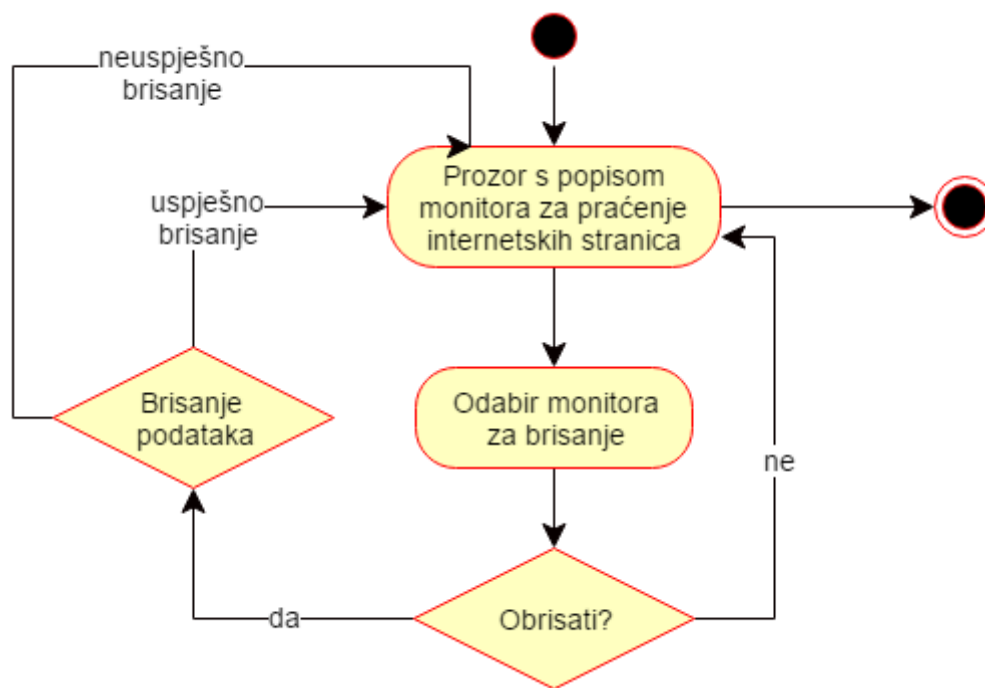 neuspješno
brisanje
Prozor s popisom
monitora za praćenje
internetskih stranica
uspješno
brisanje
Brisanje
podataka
Odabir monitora
za brisanje
ne
da
Obrisati?